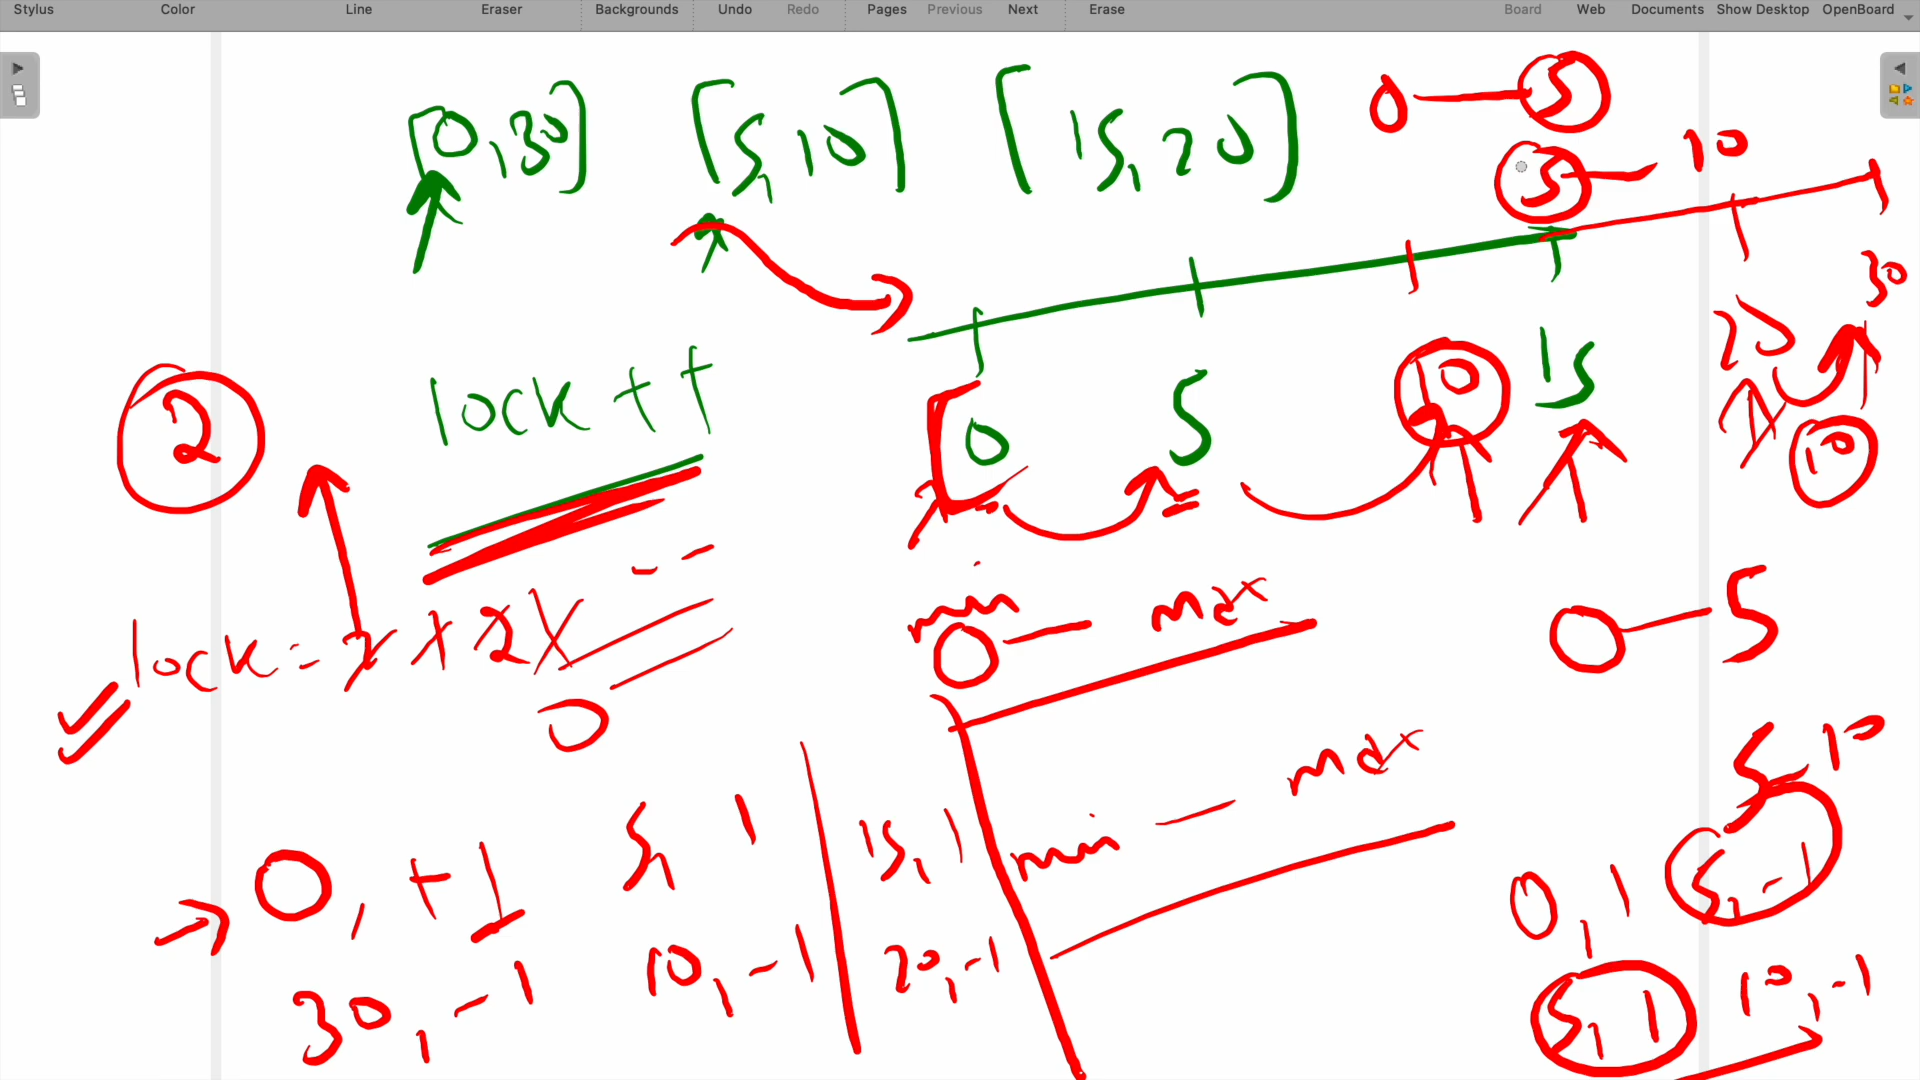 Stylus Color Line Eraser Backgrounds Undo Redo Pages Previous Next Erase Board Web Documents Show Desktop OpenBoard
[0,30] [5,10] [15,20] 0 — 5
5 — 10
30
20
lock++ 0 5 10 15
2
10
min max
lock = 1 2 1
0 — 5
0
min — max
5, 10
0, +1 5, 1 15, 1
0, 1 5, -1
30, -1 10, -1 20, -1
5, 1 10, -1